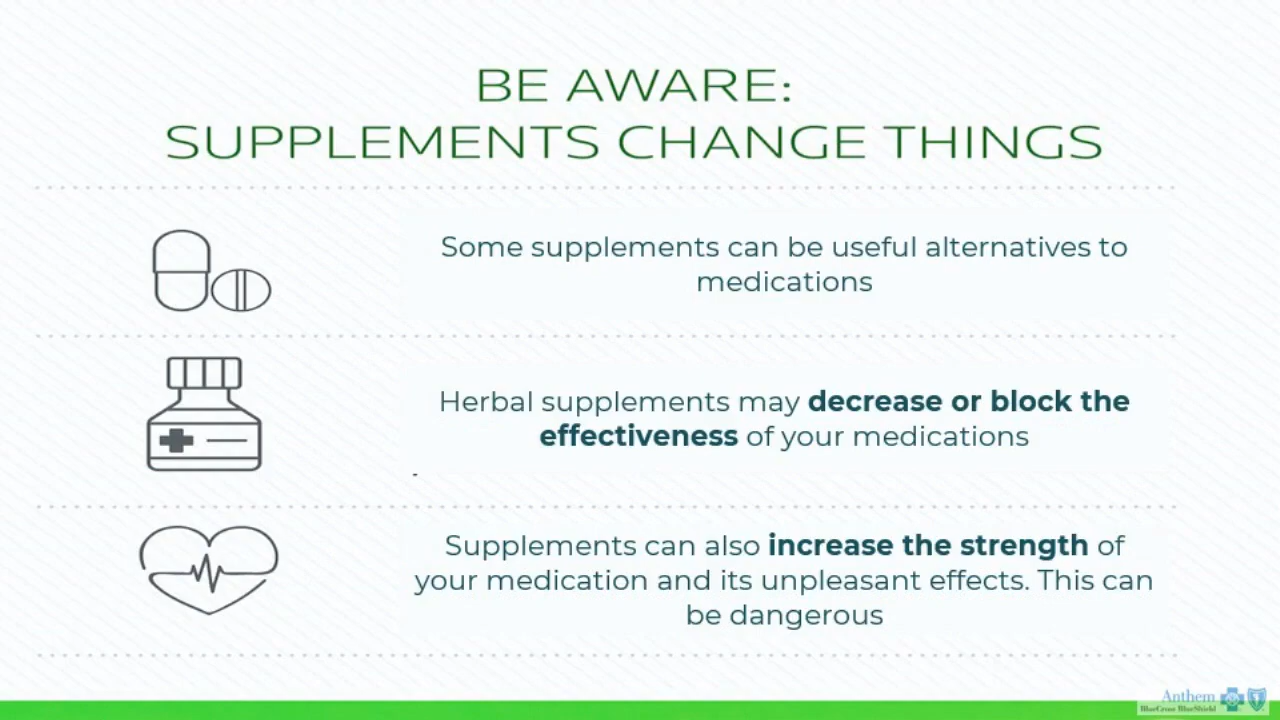 BE AWARE:
SUPPLEMENTS CHANGE THINGS
Some supplements can be useful alternatives to
medications
Herbal supplements may decrease or block the
effectiveness of your medications
-
Supplements can also increase the strength of
your medication and its unpleasant effects. This can
be dangerous
Anthem
BlueCross BlueShield